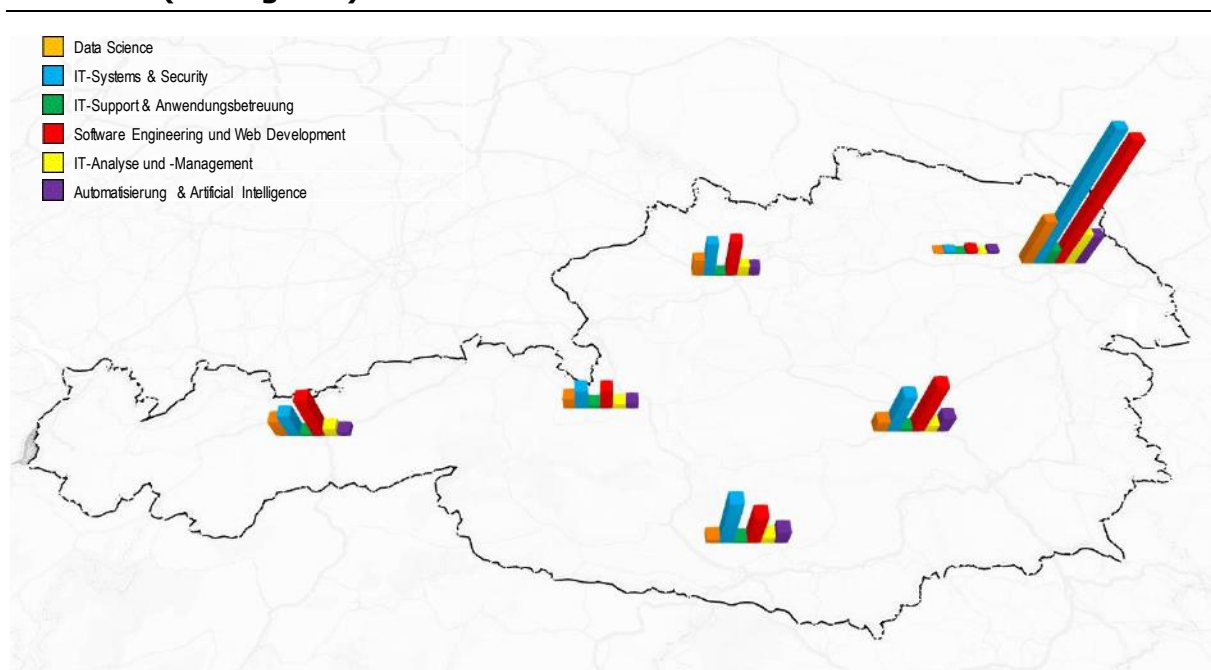 Data Science
IT-Systems & Security
IT-Support & Anwendungsbetreuung
Software Engineering und Web Development
IT-Analyse und -Management
Automatisierung & Artificial Intelligence